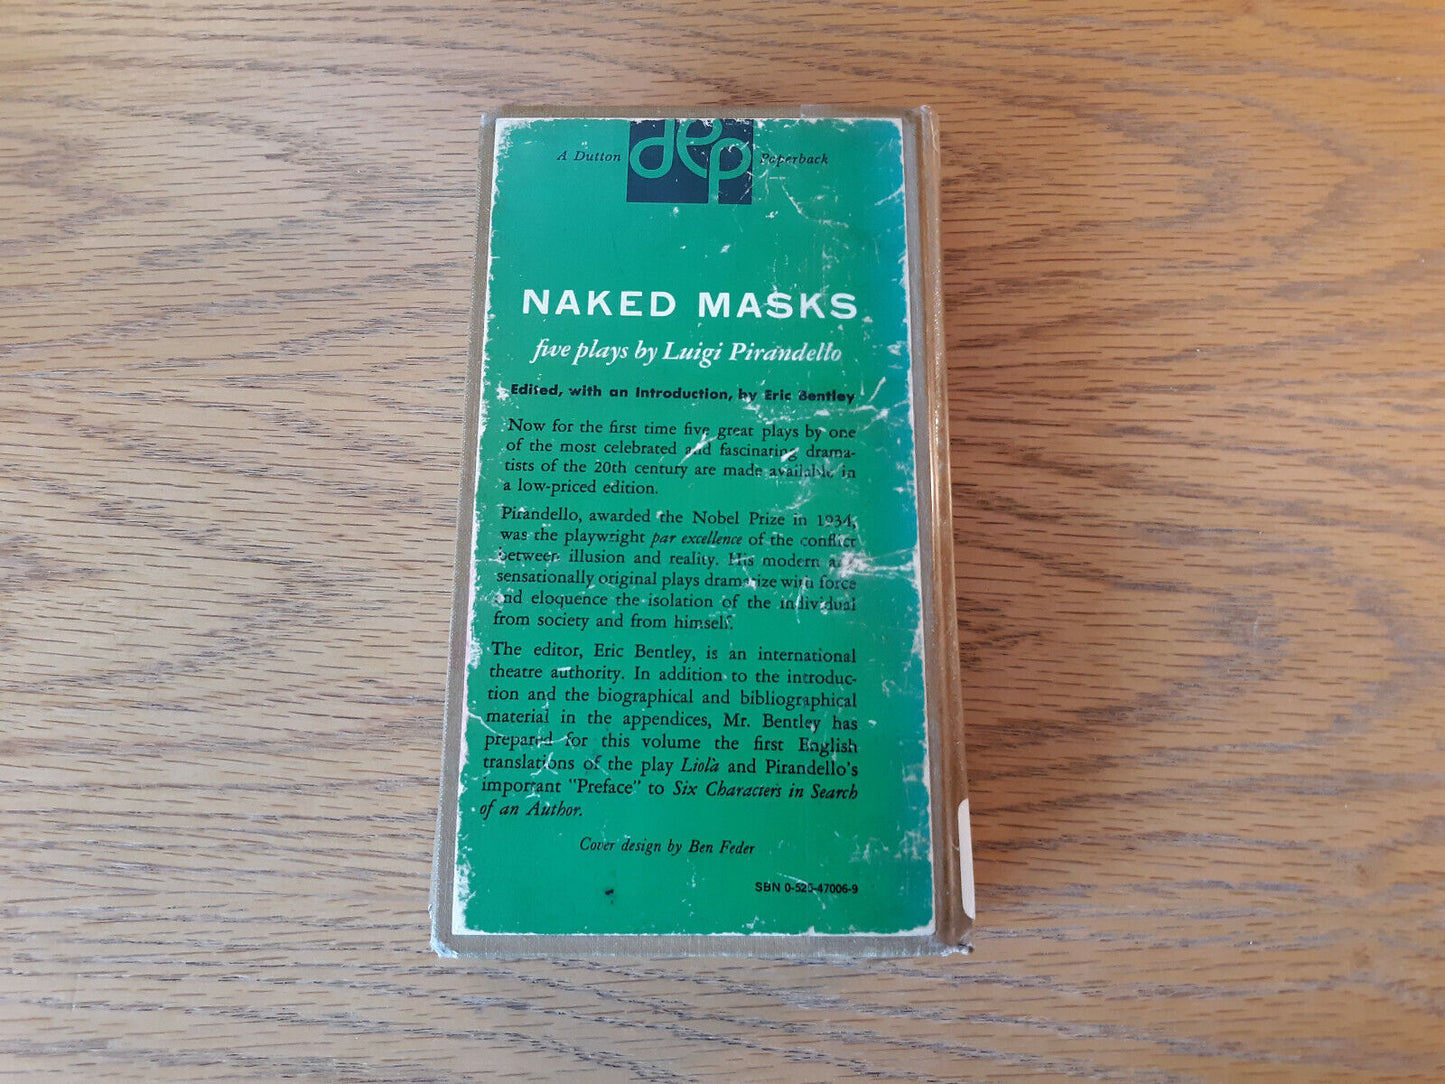 A Dutton dep Paperback
NAKED MASKS
five plays by Luigi Pirandello
Edited, with an Introduction, by Eric Bentley
Now for the first time five great plays by one
of the most celebrated and fascinating drama-
tists of the 20th century are made available in
a low-priced edition.
Pirandello, awarded the Nobel Prize in 1934,
was the playwright par excellence of the conflict
between illusion and reality. His modern and
sensationally original plays dramatize with force
and eloquence the isolation of the individual
from society and from himself.
The editor, Eric Bentley, is an international
theatre authority. In addition to the introduc-
tion and the biographical and bibliographical
material in the appendices, Mr. Bentley has
prepared for this volume the first English
translations of the play Liolà and Pirandello's
important "Preface" to Six Characters in Search
of an Author.
Cover design by Ben Feder
SBN 0-525-47006-9